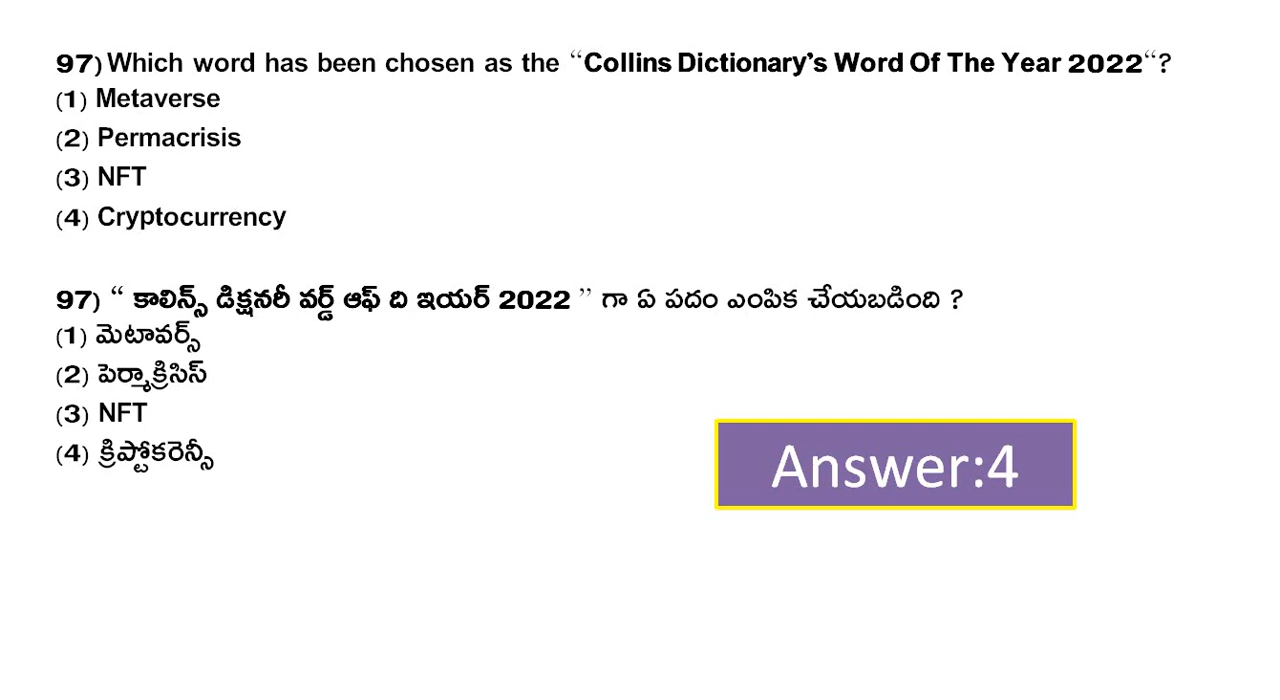 97) Which word has been chosen as the “Collins Dictionary’s Word Of The Year 2022“?
(1) Metaverse
(2) Permacrisis
(3) NFT
(4) Cryptocurrency
97) “ కాలిన్స్ డిక్షనరీ వర్డ్ ఆఫ్ ది ఇయర్ 2022 ” గా ఏ పదం ఎంపిక చేయబడింది ?
(1) మెటావర్స్
(2) పెర్మాక్రిసిస్
(3) NFT
(4) క్రిప్టోకరెన్సీ
Answer:4